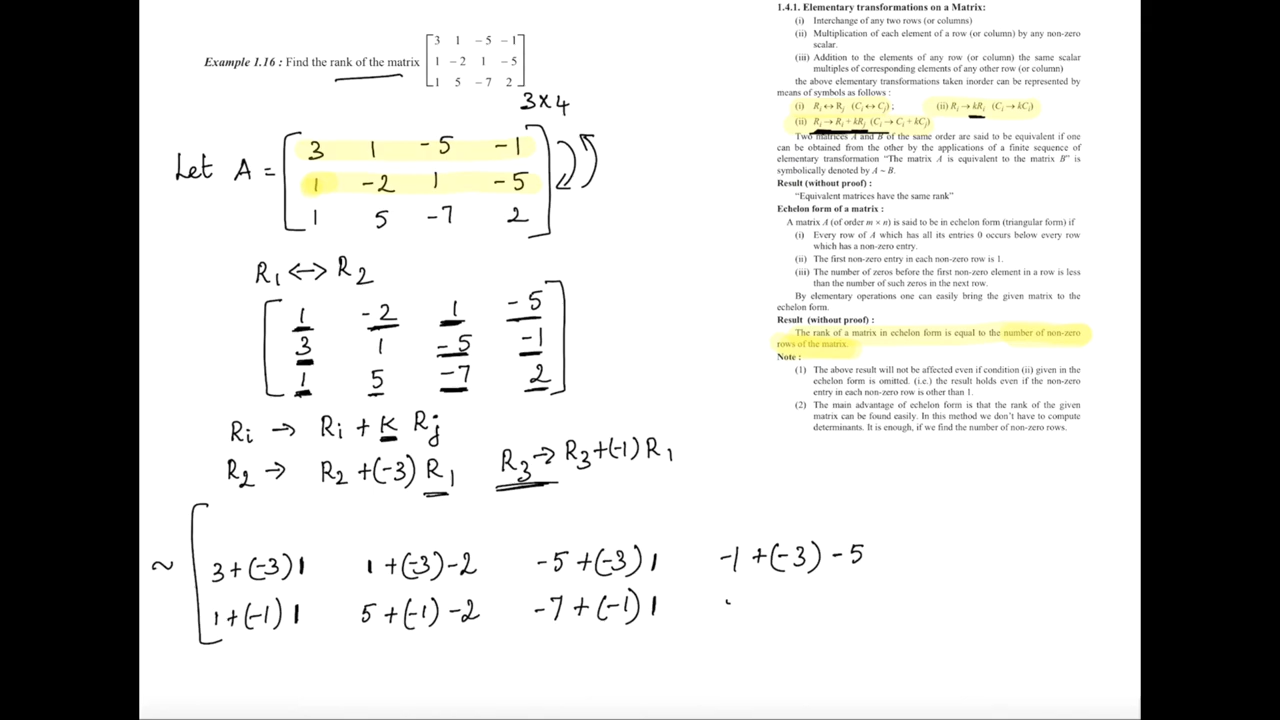 Example 1.16 : Find the rank of the matrix
3 1 − 5 − 1
1 − 2 1 − 5
1 5 − 7 2
3 × 4
Let A =
3 1 -5 -1
1 -2 1 -5
1 5 -7 2
R1 <-> R2
1 -2 1 -5
3 1 -5 -1
1 5 -7 2
Ri → Ri + K Rj
R2 → R2 +(-3) R1 R3 → R3+(-1) R1
~
3+(-3)1 1+(-3)-2 -5+(-3)1 -1+(-3)-5
1+(-1)1 5+(-1)-2 -7+(-1)1
1.4.1. Elementary transformations on a Matrix:
(i) Interchange of any two rows (or columns)
(ii) Multiplication of each element of a row (or column) by any non-zero
scalar.
(iii) Addition to the elements of any row (or column) the same scalar
multiples of corresponding elements of any other row (or column)
the above elementary transformations taken inorder can be represented by
means of symbols as follows :
(i) Ri ↔ Rj (Ci ↔ Cj) ; (ii) Ri → kRi (Ci → kCi)
(ii) Ri → Ri + kRj (Ci → Ci + kCj)
Two matrices A and B of the same order are said to be equivalent if one
can be obtained from the other by the applications of a finite sequence of
elementary transformation “The matrix A is equivalent to the matrix B” is
symbolically denoted by A ~ B.
Result (without proof) :
“Equivalent matrices have the same rank”
Echelon form of a matrix :
A matrix A (of order m × n) is said to be in echelon form (triangular form) if
(i) Every row of A which has all its entries 0 occurs below every row
which has a non-zero entry.
(ii) The first non-zero entry in each non-zero row is 1.
(iii) The number of zeros before the first non-zero element in a row is less
than the number of such zeros in the next row.
By elementary operations one can easily bring the given matrix to the
echelon form.
Result (without proof) :
The rank of a matrix in echelon form is equal to the number of non-zero
rows of the matrix.
Note :
(1) The above result will not be affected even if condition (ii) given in the
echelon form is omitted. (i.e.) the result holds even if the non-zero
entry in each non-zero row is other than 1.
(2) The main advantage of echelon form is that the rank of the given
matrix can be found easily. In this method we don’t have to compute
determinants. It is enough, if we find the number of non-zero rows.